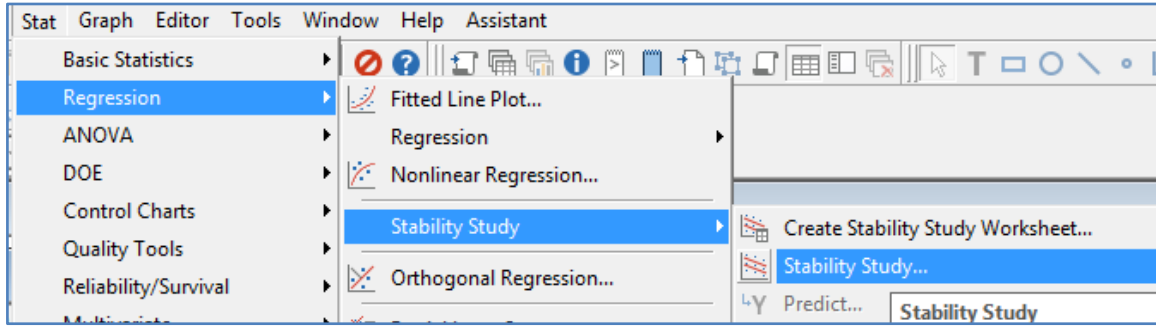 Stat Graph Editor Tools Window Help Assistant
Basic Statistics
Regression
ANOVA
DOE
Control Charts
Quality Tools
Reliability/Survival
Fitted Line Plot...
Regression
Nonlinear Regression...
Stability Study
Orthogonal Regression...
Create Stability Study Worksheet...
Stability Study...
Predict...
Stability Study